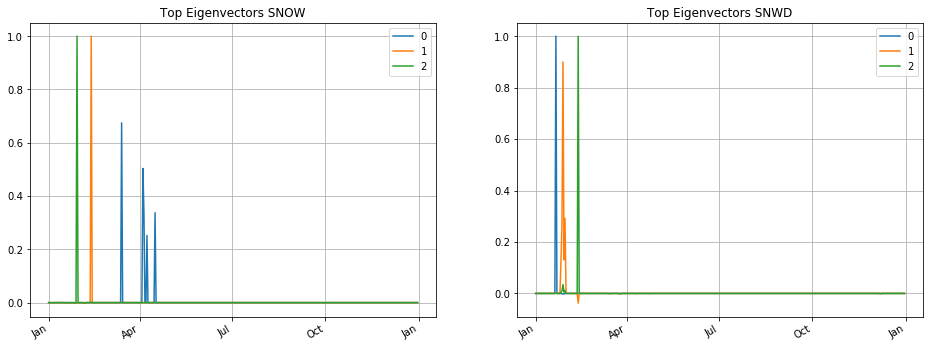 Top Eigenvectors SNOW
1.0
0.8
0.6
0.4
0.2
0.0
Jan
Apr
Jul
Oct
Jan
0
1
2
Top Eigenvectors SNWD
1.0
0.8
0.6
0.4
0.2
0.0
Jan
Apr
Jul
Oct
Jan
0
1
2